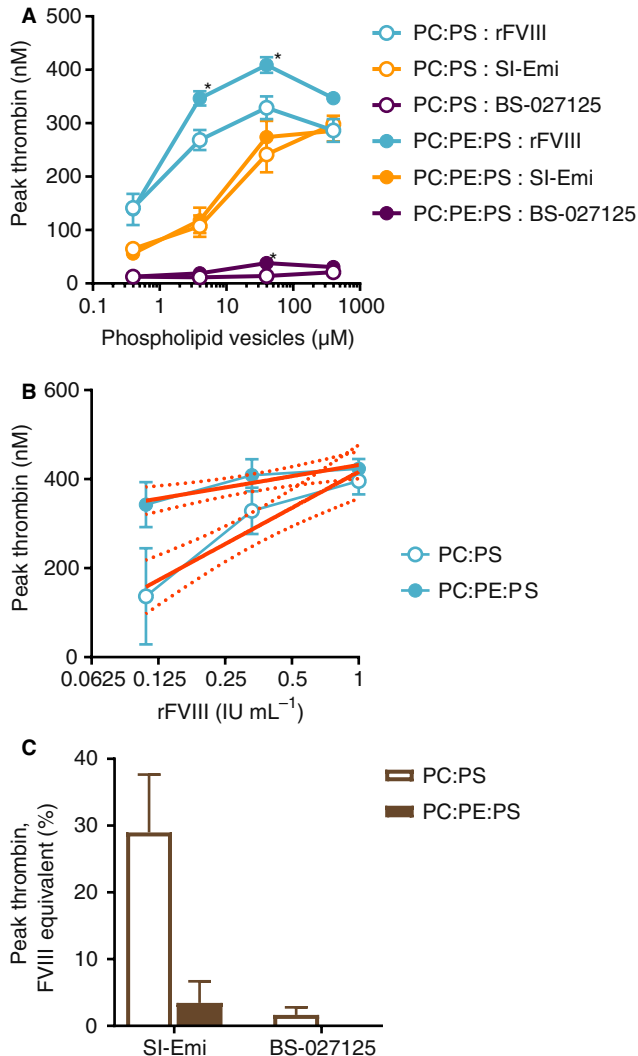 A
Peak thrombin (nM)
500
400
300
200
100
0
*
*
*
0.1
1
10
100
1000
Phospholipid vesicles (µM)
PC:PS : rFVIII
PC:PS : SI-Emi
PC:PS : BS-027125
PC:PE:PS : rFVIII
PC:PE:PS : SI-Emi
PC:PE:PS : BS-027125
B
Peak thrombin (nM)
600
400
200
0
0.0625
0.125
0.25
0.5
1
rFVIII (IU mL⁻¹)
PC:PS
PC:PE:PS
C
Peak thrombin,
FVIII equivalent (%)
40
30
20
10
0
SI-Emi
BS-027125
PC:PS
PC:PE:PS